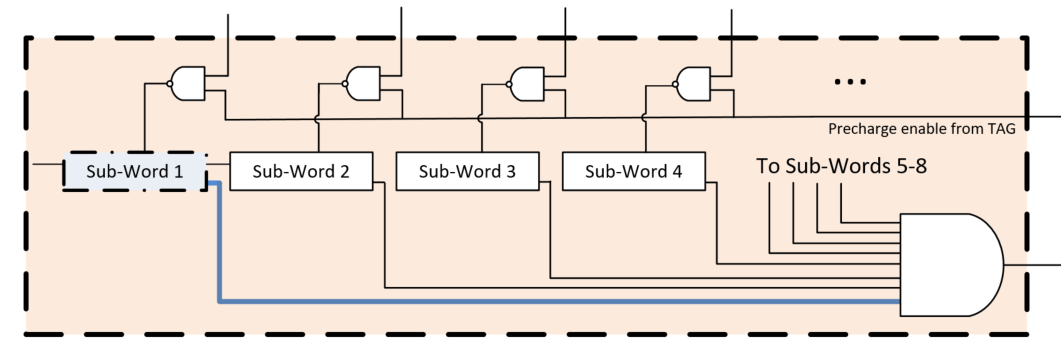 ...
Precharge enable from TAG
Sub-Word 1
Sub-Word 2
Sub-Word 3
Sub-Word 4
To Sub-Words 5-8